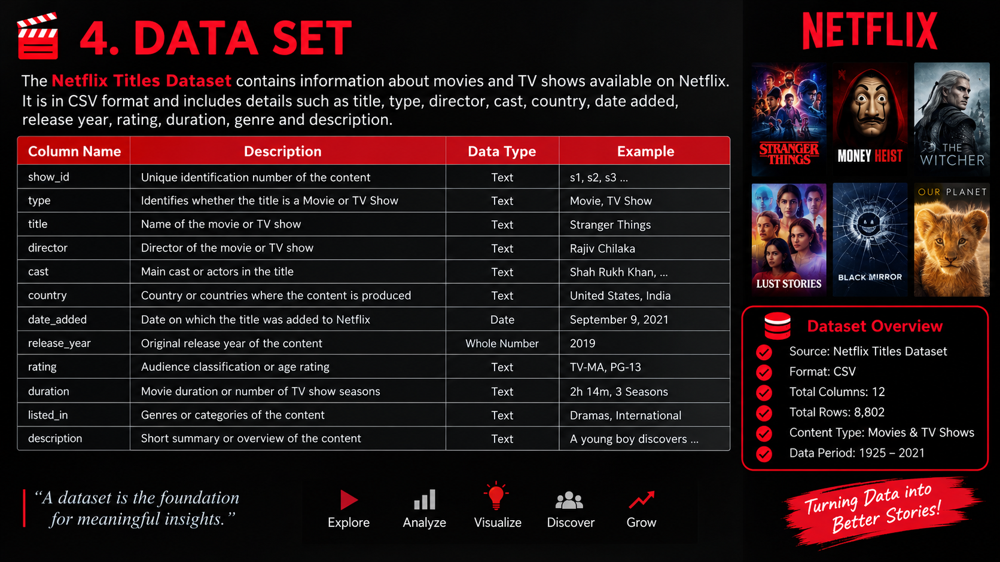 4. DATA SET
The Netflix Titles Dataset contains information about movies and TV shows available on Netflix.
It is in CSV format and includes details such as title, type, director, cast, country, date added,
release year, rating, duration, genre and description.
Column Name Description Data Type Example
show_id Unique identification number of the content Text s1, s2, s3 ...
type Identifies whether the title is a Movie or TV Show Text Movie, TV Show
title Name of the movie or TV show Text Stranger Things
director Director of the movie or TV show Text Rajiv Chilaka
cast Main cast or actors in the title Text Shah Rukh Khan, ...
country Country or countries where the content is produced Text United States, India
date_added Date on which the title was added to Netflix Date September 9, 2021
release_year Original release year of the content Whole Number 2019
rating Audience classification or age rating Text TV-MA, PG-13
duration Movie duration or number of TV show seasons Text 2h 14m, 3 Seasons
listed_in Genres or categories of the content Text Dramas, International
description Short summary or overview of the content Text A young boy discovers ...
“A dataset is the foundation
for meaningful insights.”
Explore Analyze Visualize Discover Grow
NETFLIX
STRANGER
THINGS
MONEY HEIST
THE
WITCHER
LUST STORIES
BLACK MIRROR
OUR PLANET
Dataset Overview
Source: Netflix Titles Dataset
Format: CSV
Total Columns: 12
Total Rows: 8,802
Content Type: Movies & TV Shows
Data Period: 1925 – 2021
Turning Data into
Better Stories!